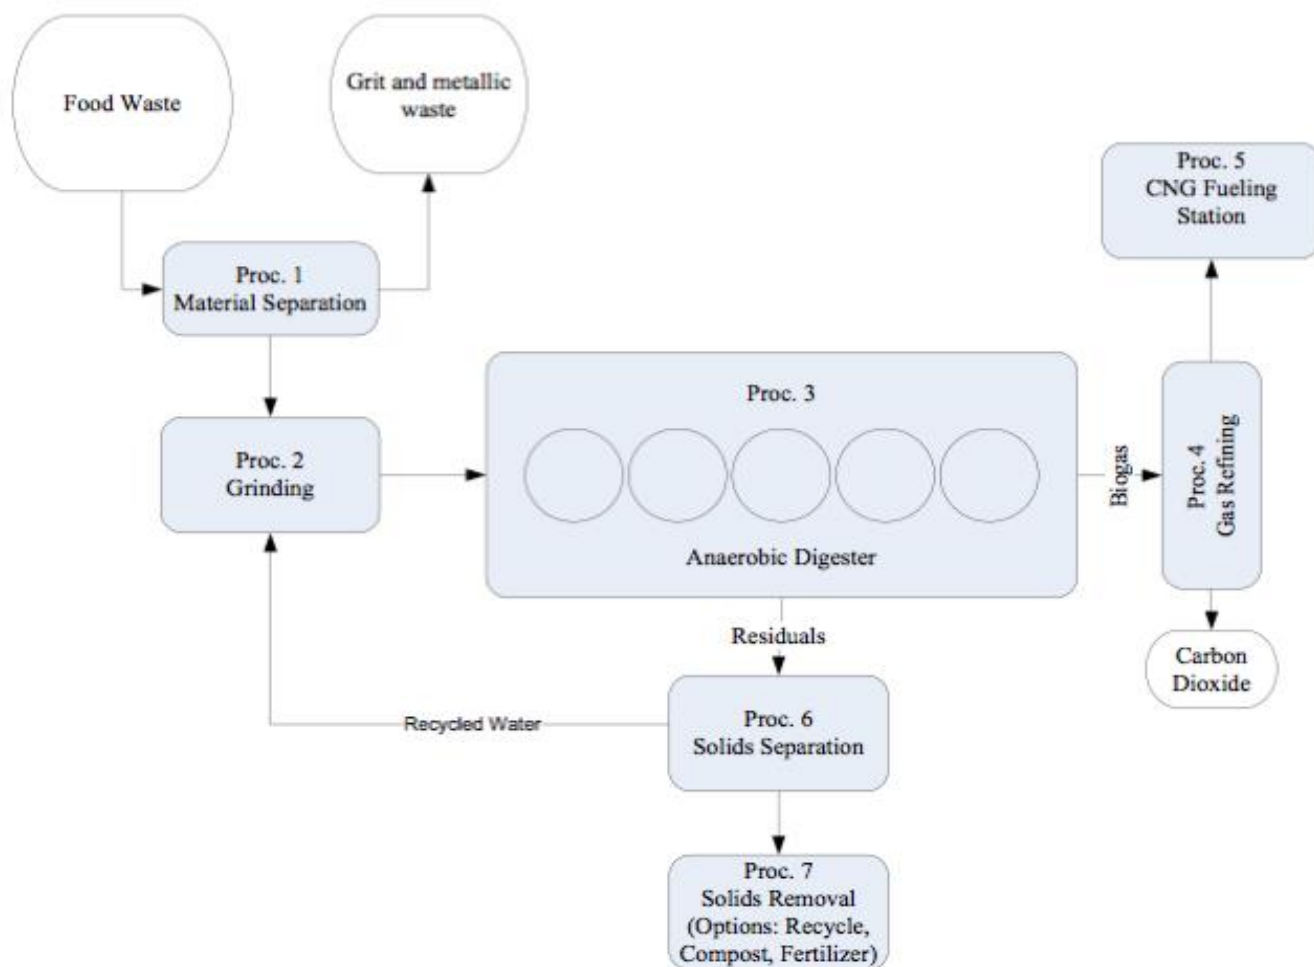 Food Waste
Grit and metallic
waste
Proc. 1
Material Separation
Proc. 2
Grinding
Proc. 3
Anaerobic Digester
Biogas
Proc. 4
Gas Refining
Proc. 5
CNG Fueling
Station
Carbon
Dioxide
Residuals
Recycled Water
Proc. 6
Solids Separation
Proc. 7
Solids Removal
(Options: Recycle,
Compost, Fertilizer)